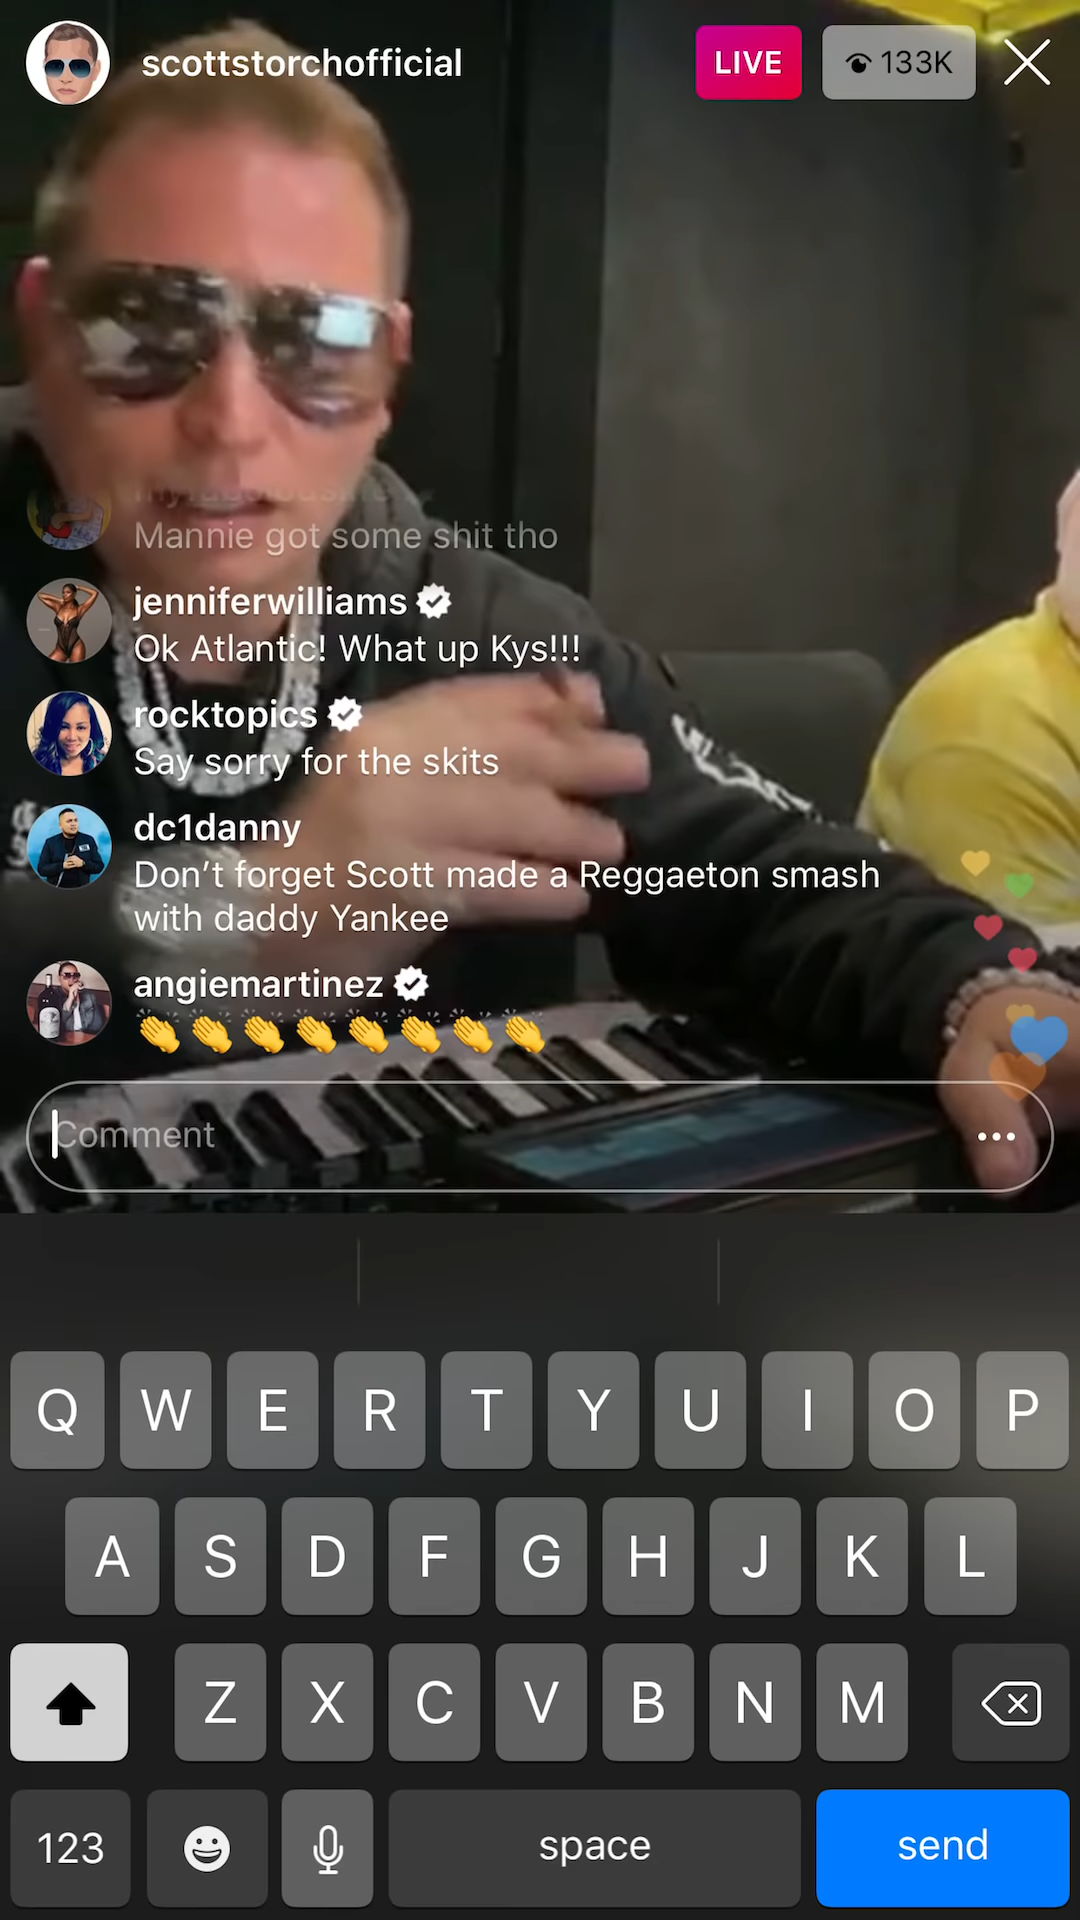 scottstorchofficial
LIVE
133K
Mannie got some shit tho
jenniferwilliams
Ok Atlantic! What up Kys!!!
rocktopics
Say sorry for the skits
dc1danny
Don’t forget Scott made a Reggaeton smash
with daddy Yankee
angiemartinez
👏👏👏👏👏👏👏👏
Comment
Q W E R T Y U I O P
A S D F G H J K L
Z X C V B N M
123
space
send